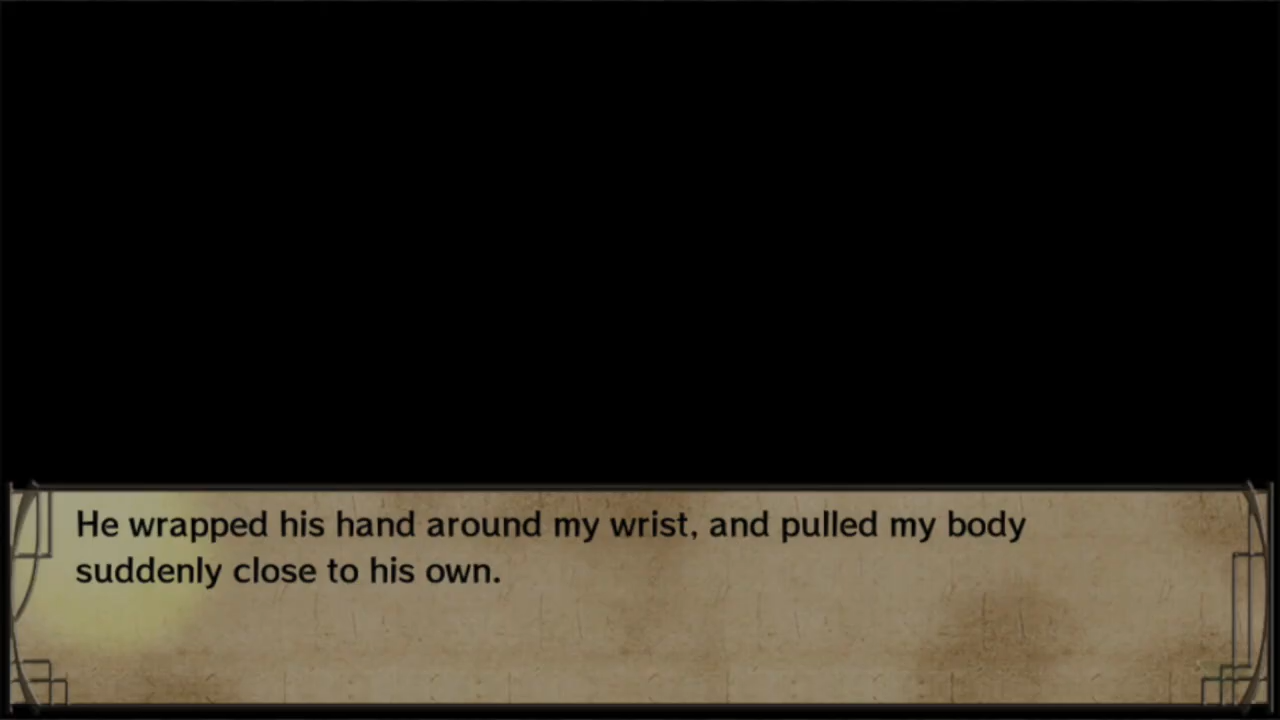 He wrapped his hand around my wrist, and pulled my body
suddenly close to his own.